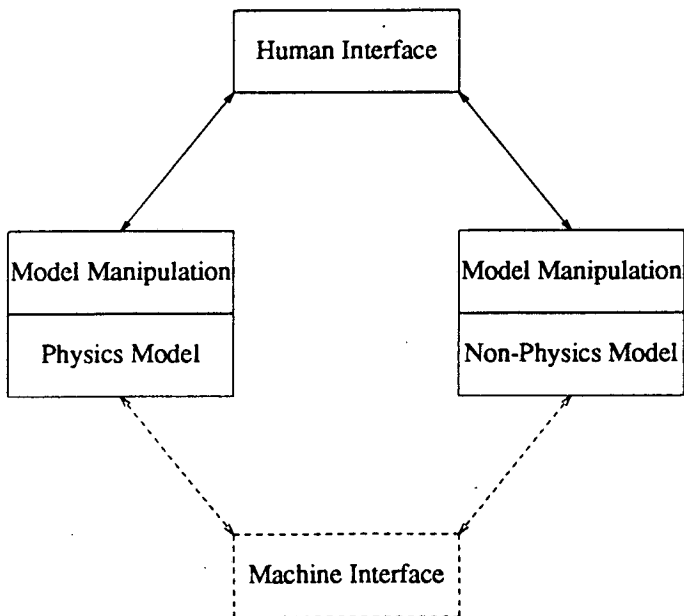 Human Interface
Model Manipulation
Physics Model
Model Manipulation
Non-Physics Model
Machine Interface